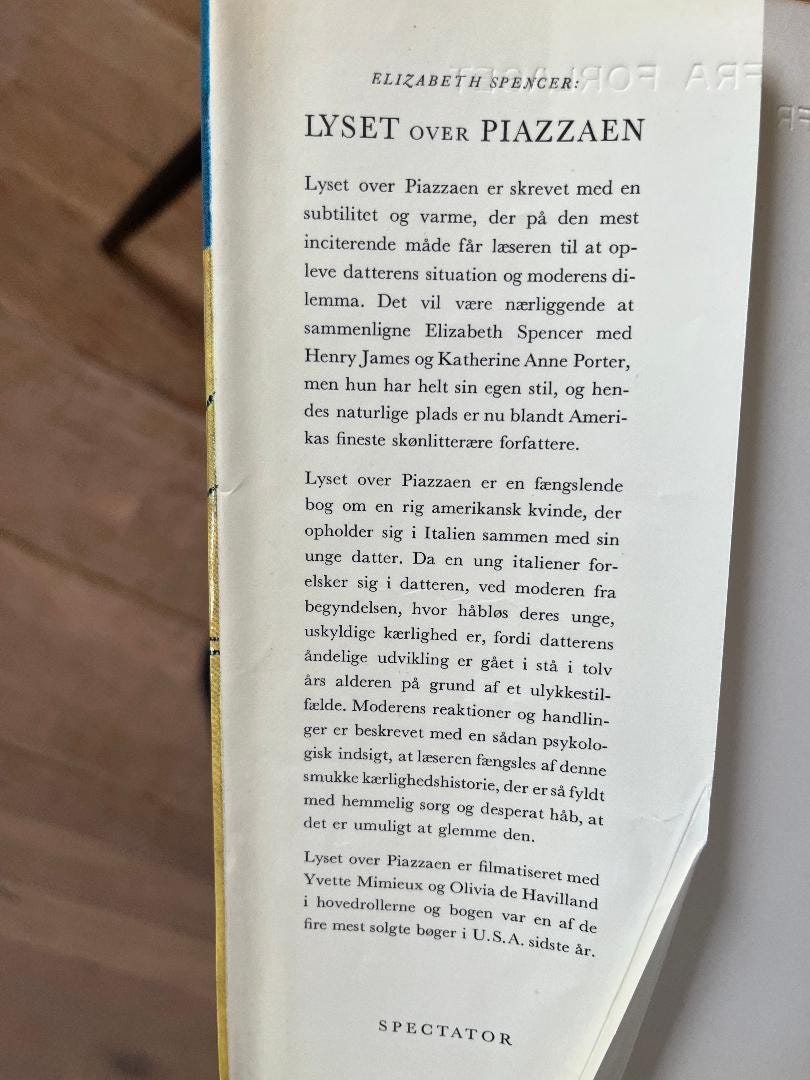 ELIZABETH SPENCER:
LYSET OVER PIAZZAEN
Lyset over Piazzaen er skrevet med en
subtilitet og varme, der på den mest
inciterende måde får læseren til at op-
leve datterens situation og moderens di-
lemma. Det vil være nærliggende at
sammenligne Elizabeth Spencer med
Henry James og Katherine Anne Porter,
men hun har helt sin egen stil, og hen-
des naturlige plads er nu blandt Ameri-
kas fineste skønlitterære forfattere.
Lyset over Piazzaen er en fængslende
bog om en rig amerikansk kvinde, der
opholder sig i Italien sammen med sin
unge datter. Da en ung italiener for-
elsker sig i datteren, ved moderen fra
begyndelsen, hvor håbløs deres unge,
uskyldige kærlighed er, fordi datterens
åndelige udvikling er gået i stå i tolv
års alderen på grund af et ulykkestil-
fælde. Moderens reaktioner og handlin-
ger er beskrevet med en sådan psykolo-
gisk indsigt, at læseren fængsles af denne
smukke kærlighedshistorie, der er så fyldt
med hemmelig sorg og desperat håb, at
det er umuligt at glemme den.
Lyset over Piazzaen er filmatiseret med
Yvette Mimieux og Olivia de Havilland
i hovedrollerne og bogen var en af de
fire mest solgte bøger i U.S.A. sidste år.
SPECTATOR